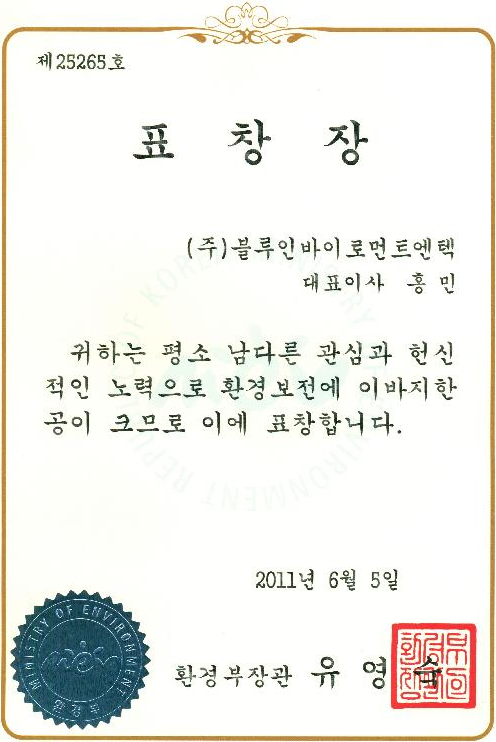 제25265호
표 창 장
(주)블루인바이로먼트엔텍
대표이사 홍 민
귀하는 평소 남다른 관심과 헌신
적인 노력으로 환경보전에 이바지한
공이 크므로 이에 표창합니다.
2011년 6월 5일
환경부장관 유 영 숙
MINISTRY OF ENVIRONMENT
환경부